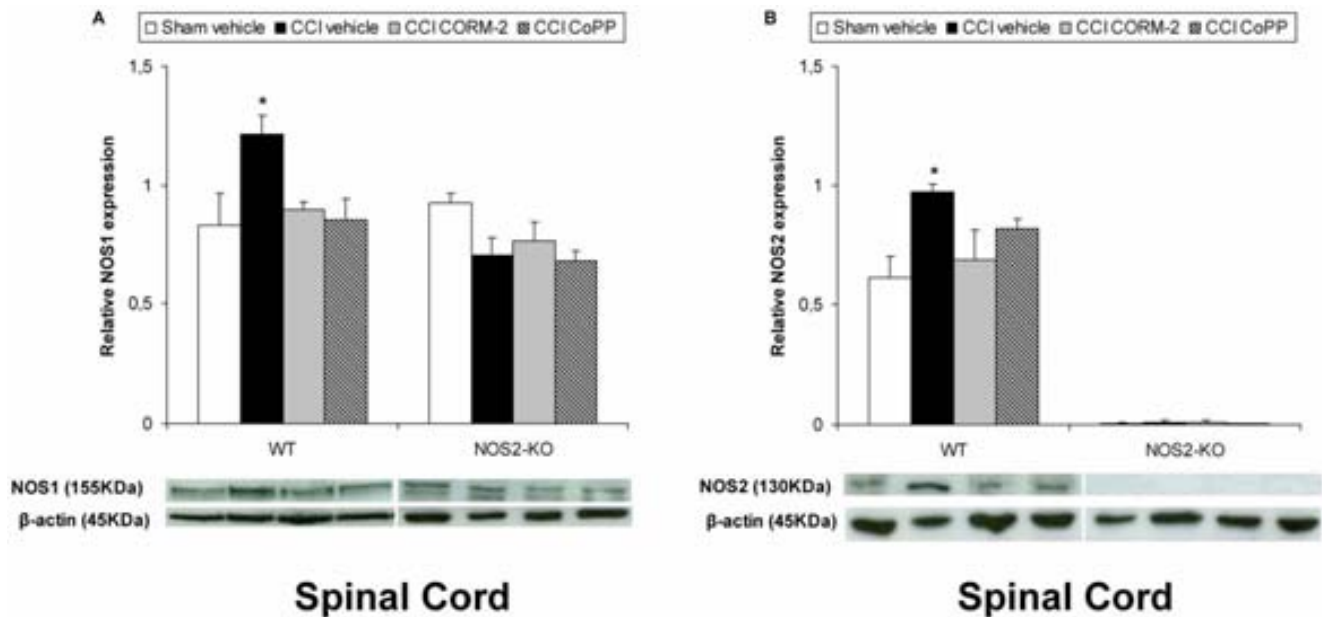 A
Sham vehicle CCI vehicle CCI CORM-2 CCI CoPP
Relative NOS1 expression
1,5
*
1
0,5
0
WT NOS2-KO
NOS1 (155KDa)
β-actin (45KDa)
Spinal Cord
B
Sham vehicle CCI vehicle CCI CORM-2 CCI CoPP
Relative NOS2 expression
1,5
*
1
0,5
0
WT NOS2-KO
NOS2 (130KDa)
β-actin (45KDa)
Spinal Cord